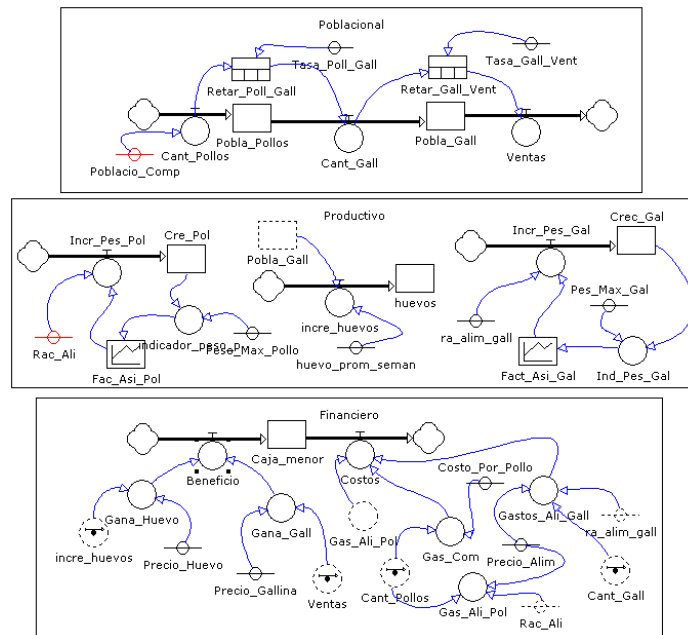 Poblacional
Tasa_Poll_Gall
Tasa_Gall_Vent
Retar_Poll_Gall
Retar_Gall_Vent
Cant_Pollos
Pobla_Pollos
Cant_Gall
Pobla_Gall
Ventas
Poblacio_Comp
Productivo
Incr_Pes_Pol
Cre_Pol
Pobla_Gall
Incr_Pes_Gal
Crec_Gal
huevos
Pes_Max_Gal
incre_huevos
ra_alim_gall
Rac_Ali
indicador_peso_p
Peso_Max_Pollo
huevo_prom_seman
Fac_Asi_Pol
Fact_Asi_Gal
Ind_Pes_Gal
Financiero
Caja_menor
Beneficio
Costos
Costo_Por_Pollo
Gana_Huevo
Gana_Gall
Gastos_Ali_Gall
Gas_Ali_Pol
Gas_Com
ra_alim_gall
incre_huevos
Precio_Huevo
Precio_Alim
Precio_Gallina
Ventas
Cant_Pollos
Gas_Ali_Pol
Rac_Ali
Cant_Gall